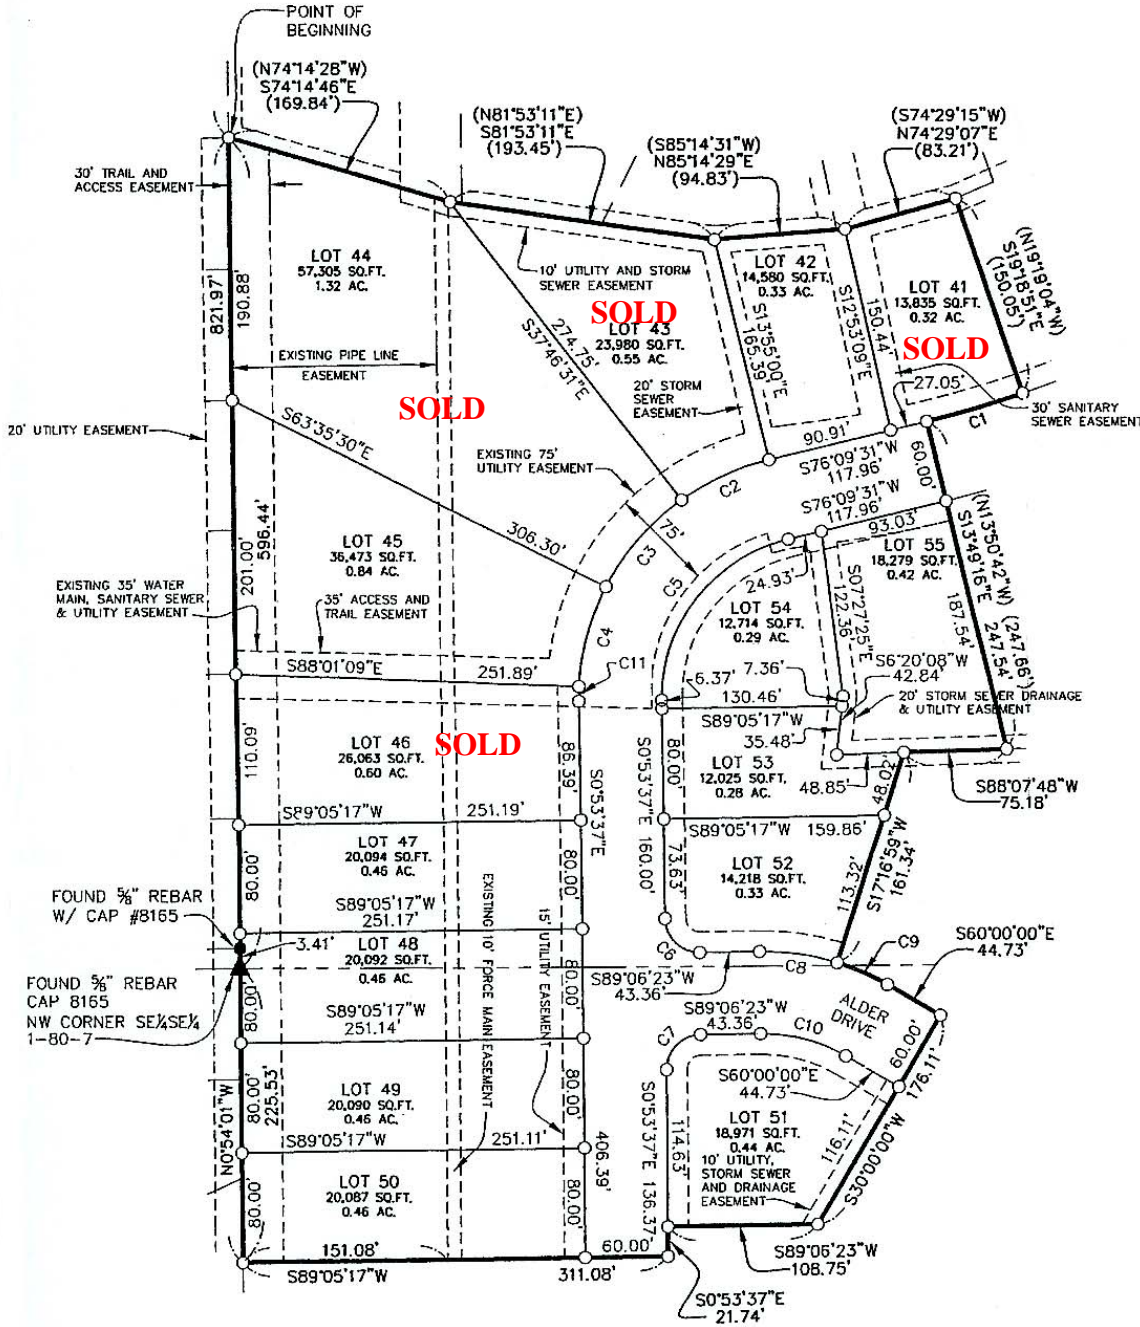 POINT OF
BEGINNING
(N74°14'28"W)
S74°14'46"E
(169.84')
(N81°53'11"E)
S81°53'11"E
(193.45')
(S85°14'31"W)
N85°14'29"E
(94.83')
(S74°29'15"W)
N74°29'07"E
(83.21')
30' TRAIL AND
ACCESS EASEMENT
LOT 44
57,305 SQ.FT.
1.32 AC.
10' UTILITY AND STORM
SEWER EASEMENT
LOT 42
14,580 SQ.FT.
0.33 AC.
LOT 41
13,835 SQ.FT.
0.32 AC.
(N19°19'04"W)
S19°18'51"E
(150.05')
821.97'
190.88'
SOLD
LOT 43
23,980 SQ.FT.
0.55 AC.
274.75'
S37°46'31"E
S13°55'00"E
165.39'
S12°53'09"E
150.44'
SOLD
27.05'
EXISTING PIPE LINE
EASEMENT
SOLD
20' STORM
SEWER
EASEMENT
30' SANITARY
SEWER EASEMENT
C1
20' UTILITY EASEMENT
S63°35'30"E
306.30'
EXISTING 75'
UTILITY EASEMENT
90.91'
S76°09'31"W
117.96'
60.00'
C2
S76°09'31"W
117.96'
93.03'
75'
C3
C5
24.93'
LOT 55
18,279 SQ.FT.
0.42 AC.
(N13°50'42"W) (247.66')
S13°49'16"E 247.54'
187.54'
596.44'
201.00'
LOT 45
36,473 SQ.FT.
0.84 AC.
EXISTING 35' WATER
MAIN, SANITARY SEWER
& UTILITY EASEMENT
35' ACCESS AND
TRAIL EASEMENT
C4
LOT 54
12,714 SQ.FT.
0.29 AC.
S07°27'25"E
122.36'
S88°01'09"E
251.89'
C11
6.37'
7.36'
130.46'
S6°20'08"W
42.84'
20' STORM SEWER DRAINAGE
& UTILITY EASEMENT
S89°05'17"W
35.48'
110.09'
LOT 46
26,063 SQ.FT.
0.60 AC.
SOLD
86.39'
S0°53'37"E
80.00'
LOT 53
12,025 SQ.FT.
0.28 AC.
48.85'
48.02'
S88°07'48"W
75.18'
S89°05'17"W
251.19'
S0°53'37"E 160.00'
S89°05'17"W
159.86'
LOT 47
20,094 SQ.FT.
0.46 AC.
80.00'
80.00'
73.63'
LOT 52
14,218 SQ.FT.
0.33 AC.
113.32'
S17°16'59"W
161.34'
FOUND ⅝" REBAR
W/ CAP #8165
S89°05'17"W
251.17'
3.41'
LOT 48
20,092 SQ.FT.
0.46 AC.
EXISTING 10' FORCE MAIN EASEMENT
15' UTILITY EASEMENT
80.00'
C6
C8
C9
S60°00'00"E
44.73'
FOUND ⅝" REBAR
CAP 8165
NW CORNER SE¼SE¼
1-80-7
80.00'
S89°05'17"W
251.14'
S89°06'23"W
43.36'
S89°06'23"W
43.36'
ALDER
DRIVE
C7
C10
60.00'
176.11'
N0°54'01"W
80.00'
225.53'
LOT 49
20,090 SQ.FT.
0.46 AC.
80.00'
S60°00'00"E
44.73'
LOT 51
18,971 SQ.FT.
0.44 AC.
116.11'
S30°00'00"W
S89°05'17"W
251.11'
406.39'
S0°53'37"E 136.37'
114.63'
10' UTILITY,
STORM SEWER
AND DRAINAGE
EASEMENT
80.00'
LOT 50
20,087 SQ.FT.
0.46 AC.
80.00'
151.08'
60.00'
S89°05'17"W
311.08'
S89°06'23"W
108.75'
S0°53'37"E
21.74'